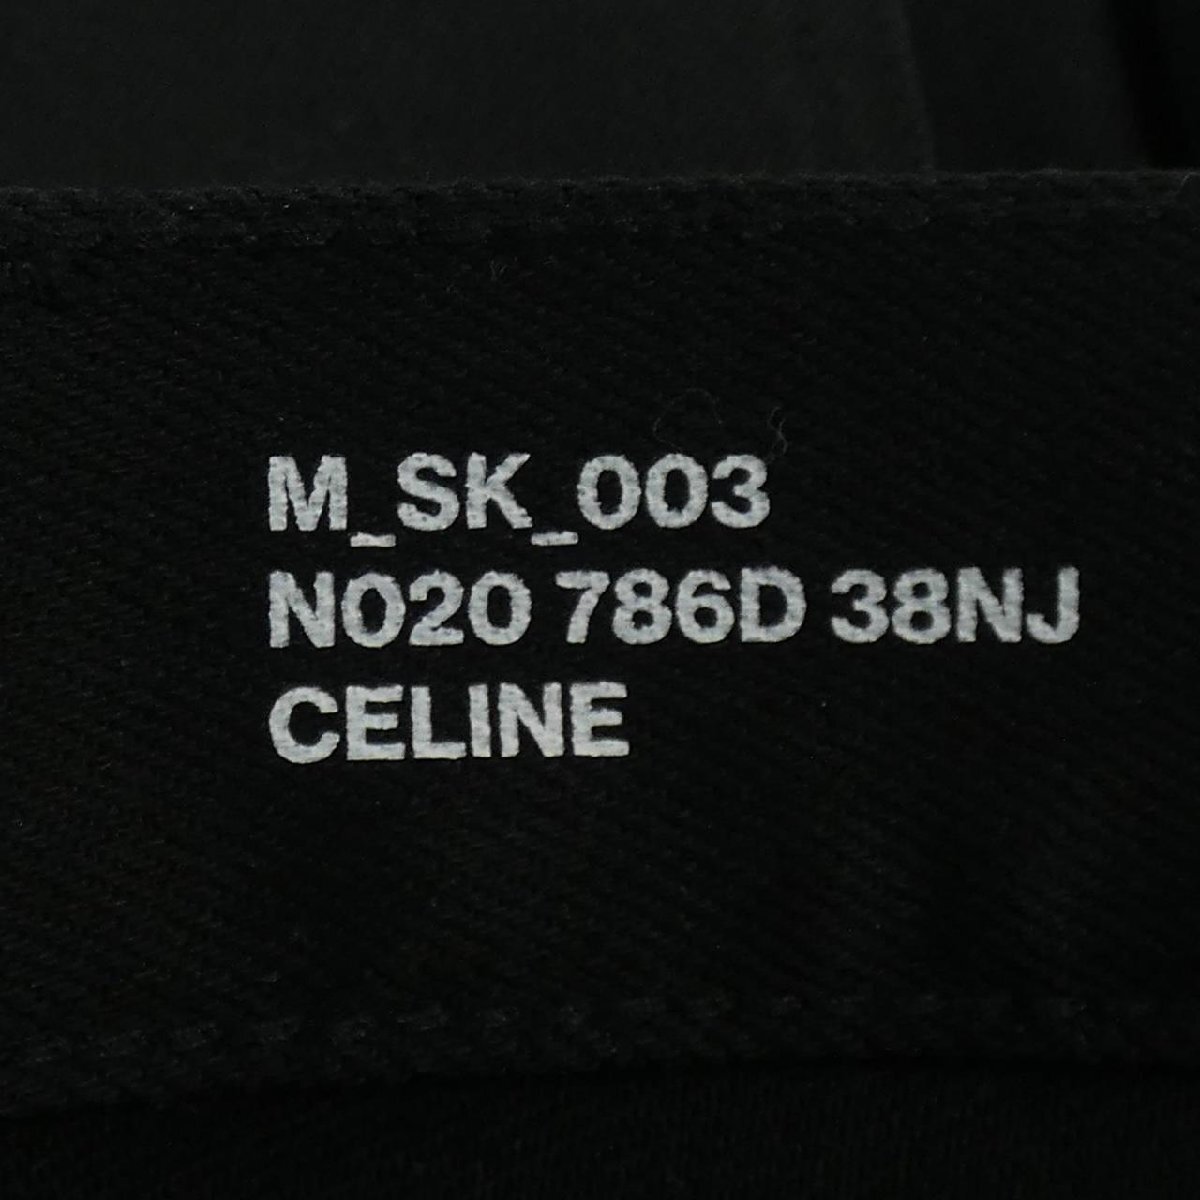 M_SK_003
N020 786D 38NJ
CELINE